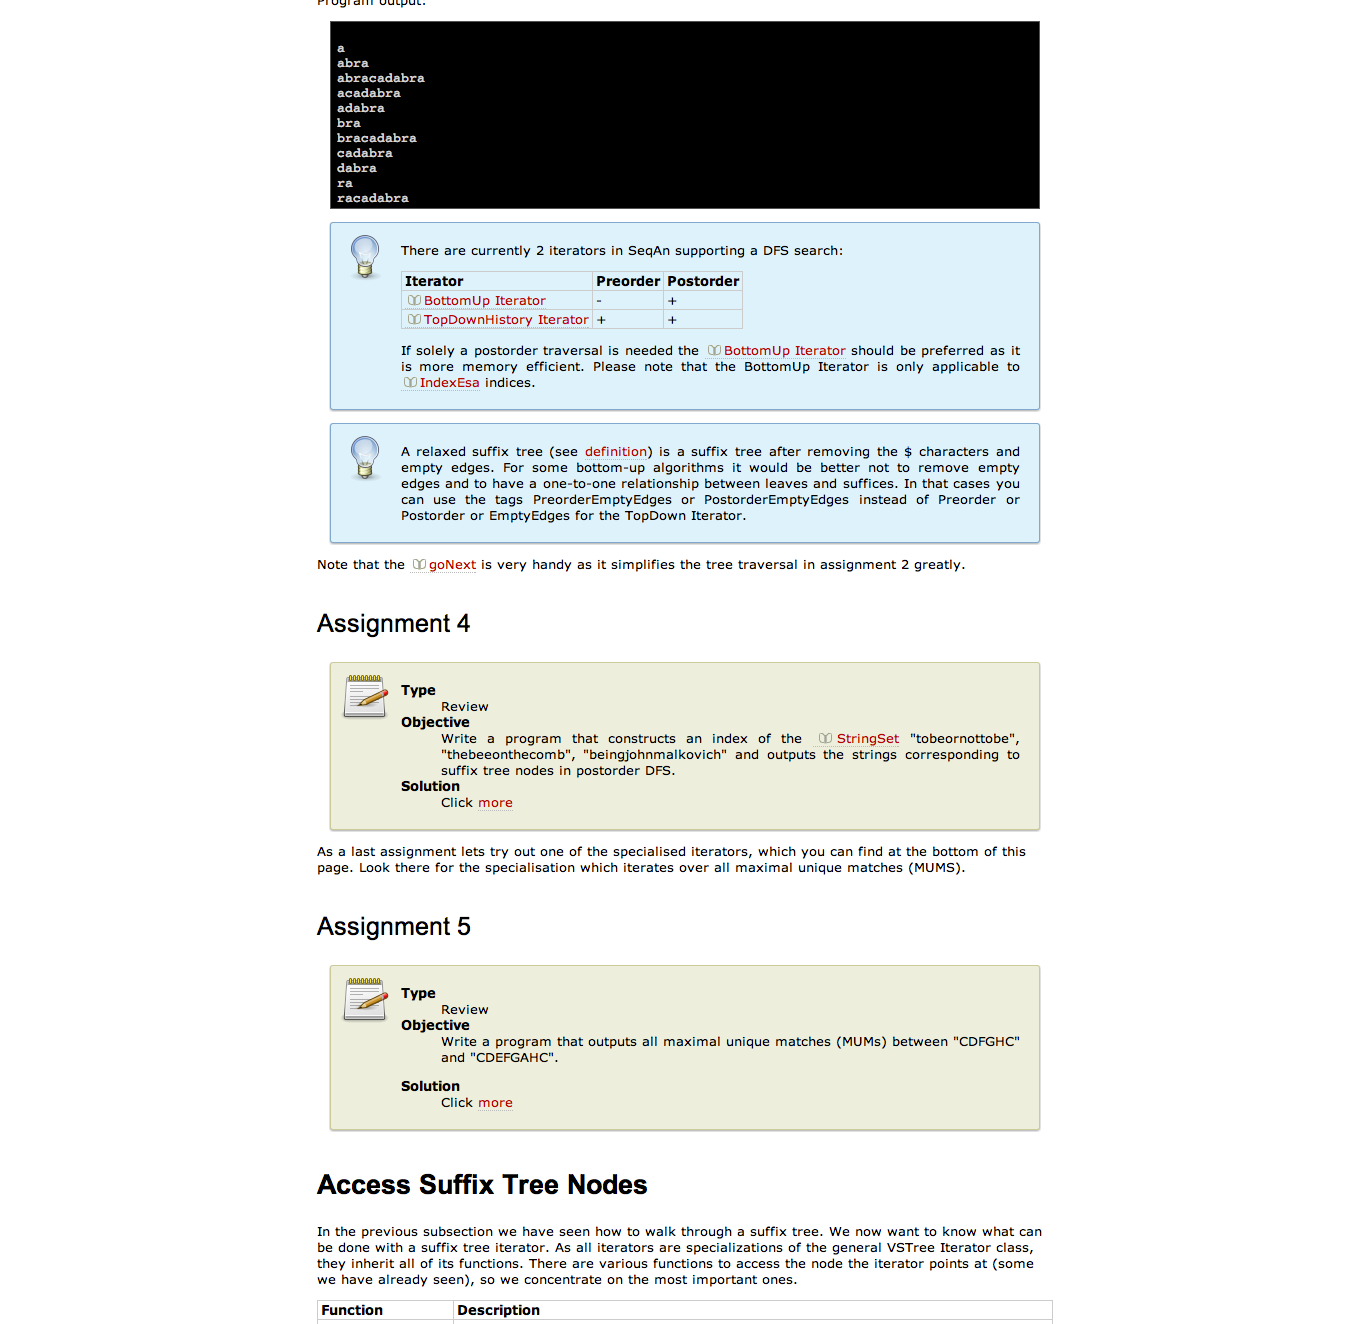 Program output:
a
abra
abracadabra
acadabra
adabra
bra
bracadabra
cadabra
dabra
ra
racadabra
There are currently 2 iterators in SeqAn supporting a DFS search:
Iterator Preorder Postorder
BottomUp Iterator - +
TopDownHistory Iterator + +
If solely a postorder traversal is needed the BottomUp Iterator should be preferred as it
is more memory efficient. Please note that the BottomUp Iterator is only applicable to
IndexEsa indices.
A relaxed suffix tree (see definition) is a suffix tree after removing the $ characters and
empty edges. For some bottom-up algorithms it would be better not to remove empty
edges and to have a one-to-one relationship between leaves and suffices. In that cases you
can use the tags PreorderEmptyEdges or PostorderEmptyEdges instead of Preorder or
Postorder or EmptyEdges for the TopDown Iterator.
Note that the goNext is very handy as it simplifies the tree traversal in assignment 2 greatly.
Assignment 4
Type
Review
Objective
Write a program that constructs an index of the StringSet "tobeornottobe",
"thebeeonthecomb", "beingjohnmalkovich" and outputs the strings corresponding to
suffix tree nodes in postorder DFS.
Solution
Click more
As a last assignment lets try out one of the specialised iterators, which you can find at the bottom of this
page. Look there for the specialisation which iterates over all maximal unique matches (MUMS).
Assignment 5
Type
Review
Objective
Write a program that outputs all maximal unique matches (MUMs) between "CDFGHC"
and "CDEFGAHC".
Solution
Click more
Access Suffix Tree Nodes
In the previous subsection we have seen how to walk through a suffix tree. We now want to know what can
be done with a suffix tree iterator. As all iterators are specializations of the general VSTree Iterator class,
they inherit all of its functions. There are various functions to access the node the iterator points at (some
we have already seen), so we concentrate on the most important ones.
Function Description